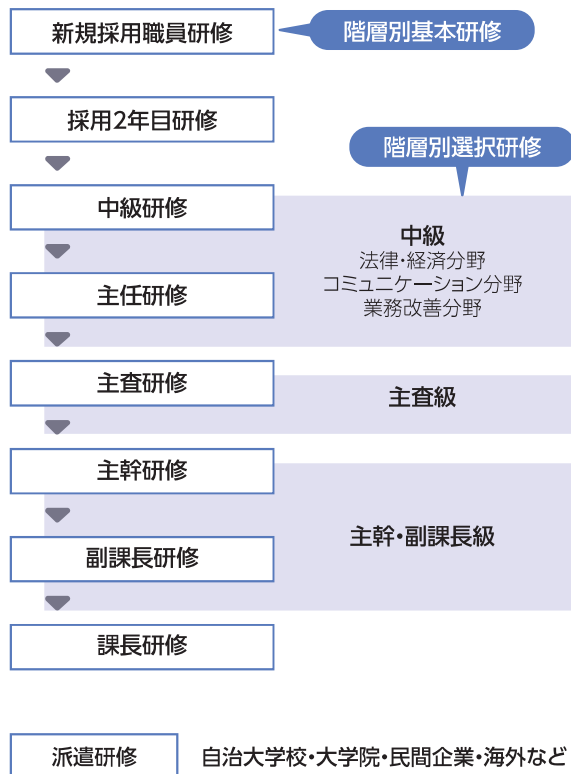 新規採用職員研修
階層別基本研修
採用2年目研修
階層別選択研修
中級研修
中級
法律・経済分野
コミュニケーション分野
業務改善分野
主任研修
主査研修
主査級
主幹研修
主幹・副課長級
副課長研修
課長研修
派遣研修
自治大学校・大学院・民間企業・海外など